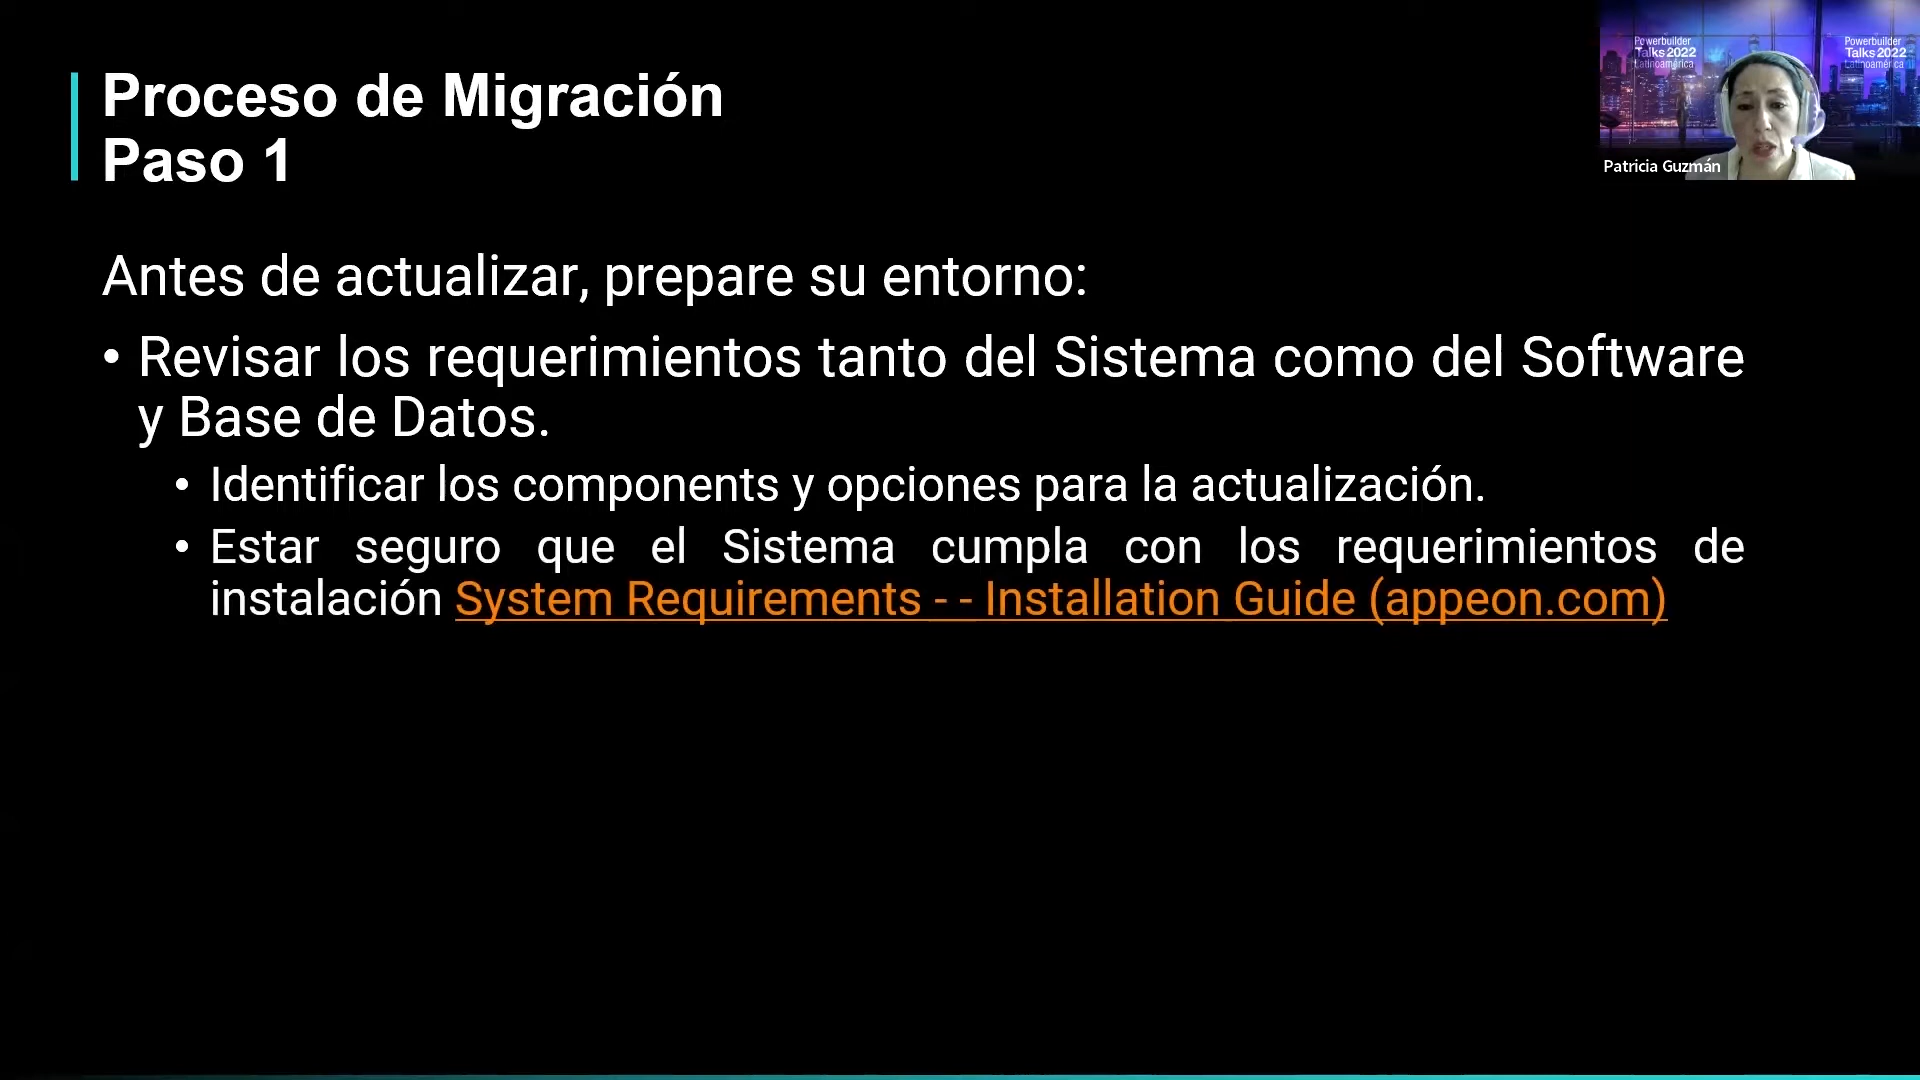 Proceso de Migración
Paso 1
Antes de actualizar, prepare su entorno:
• Revisar los requerimientos tanto del Sistema como del Software
y Base de Datos.
• Identificar los components y opciones para la actualización.
• Estar seguro que el Sistema cumpla con los requerimientos de
instalación System Requirements - - Installation Guide (appeon.com)
Powerbuilder
Talks 2022
Latinoamérica
Powerbuilder
Talks 2022
Latinoamérica
Patricia Guzmán